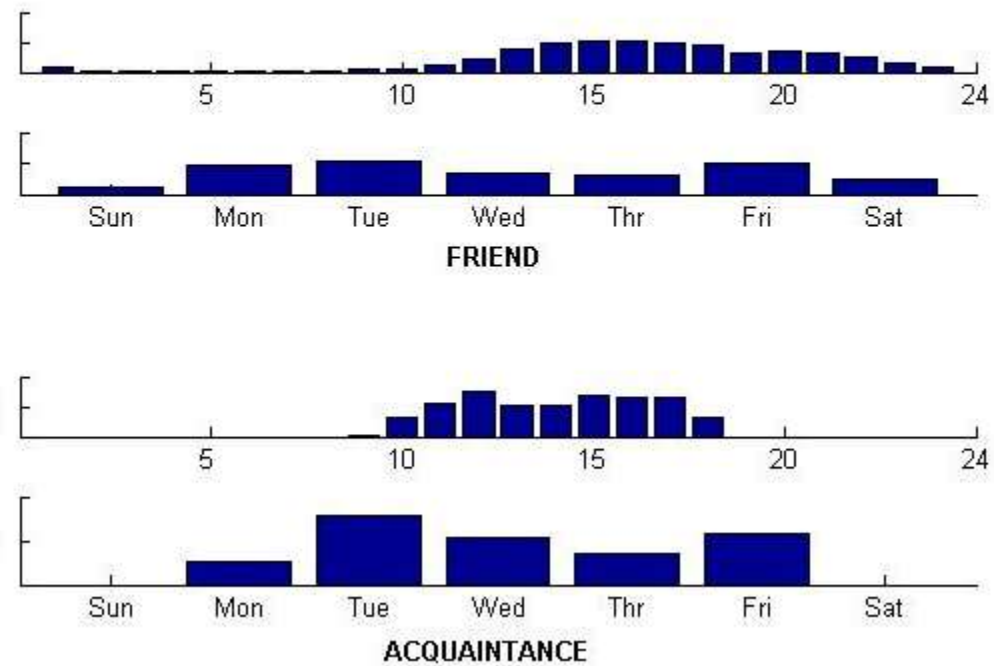 5 10 15 20 24
Sun Mon Tue Wed Thr Fri Sat
FRIEND
5 10 15 20 24
Sun Mon Tue Wed Thr Fri Sat
ACQUAINTANCE